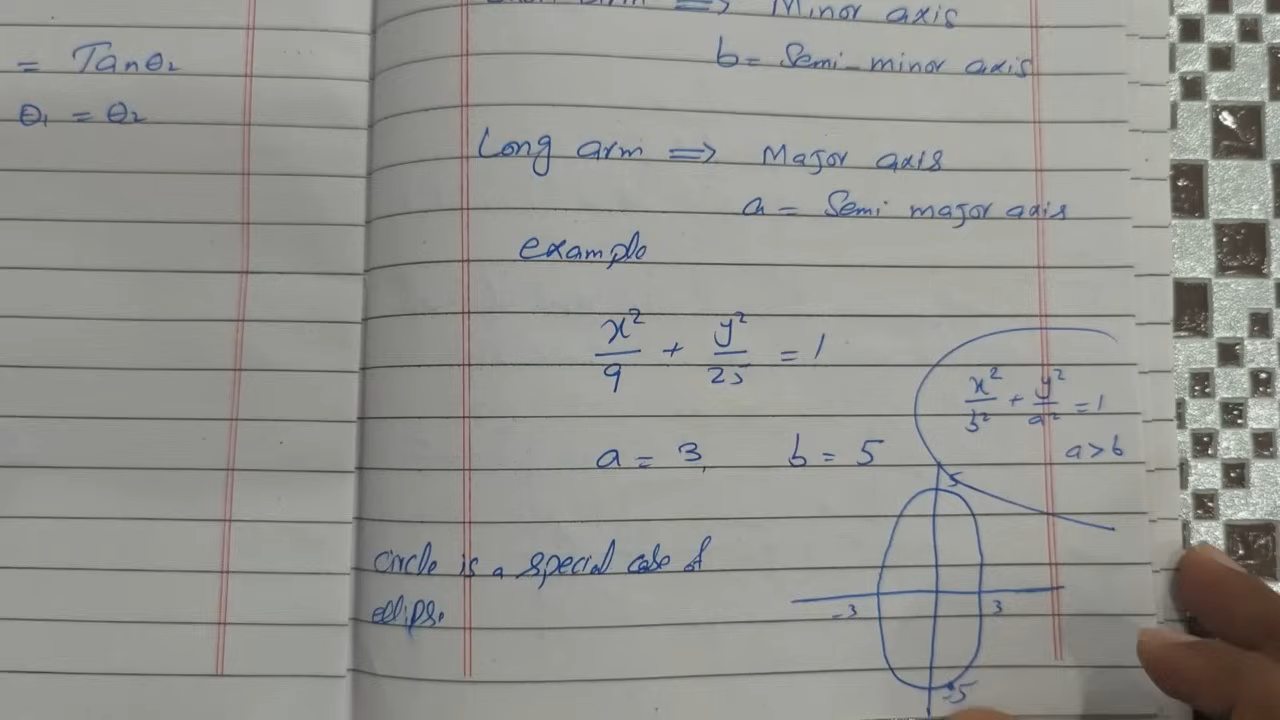 = Tanθ₂
θ₁ = θ₂
⇒ Minor axis
b = Semi-minor axis
Long arm ⇒ Major axis
a = Semi major axis
example
x²/9 + y²/25 = 1
a = 3, b = 5
x²/b² + y²/a² = 1
a > b
5
-3 3
-5
circle is a special case of
ellipse